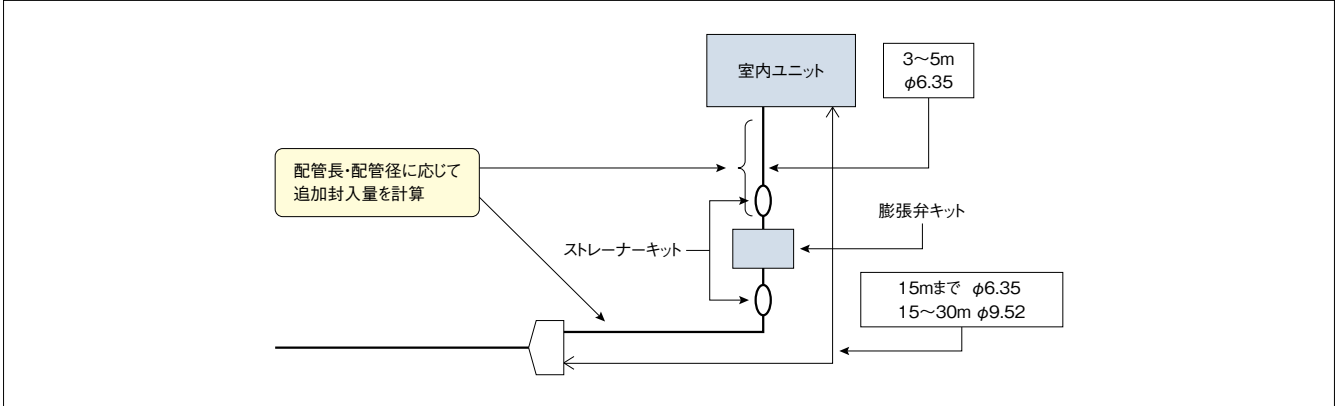 室内ユニット
3～5m
φ6.35
配管長・配管径に応じて
追加封入量を計算
膨張弁キット
ストレーナーキット
15mまで φ6.35
15～30m φ9.52